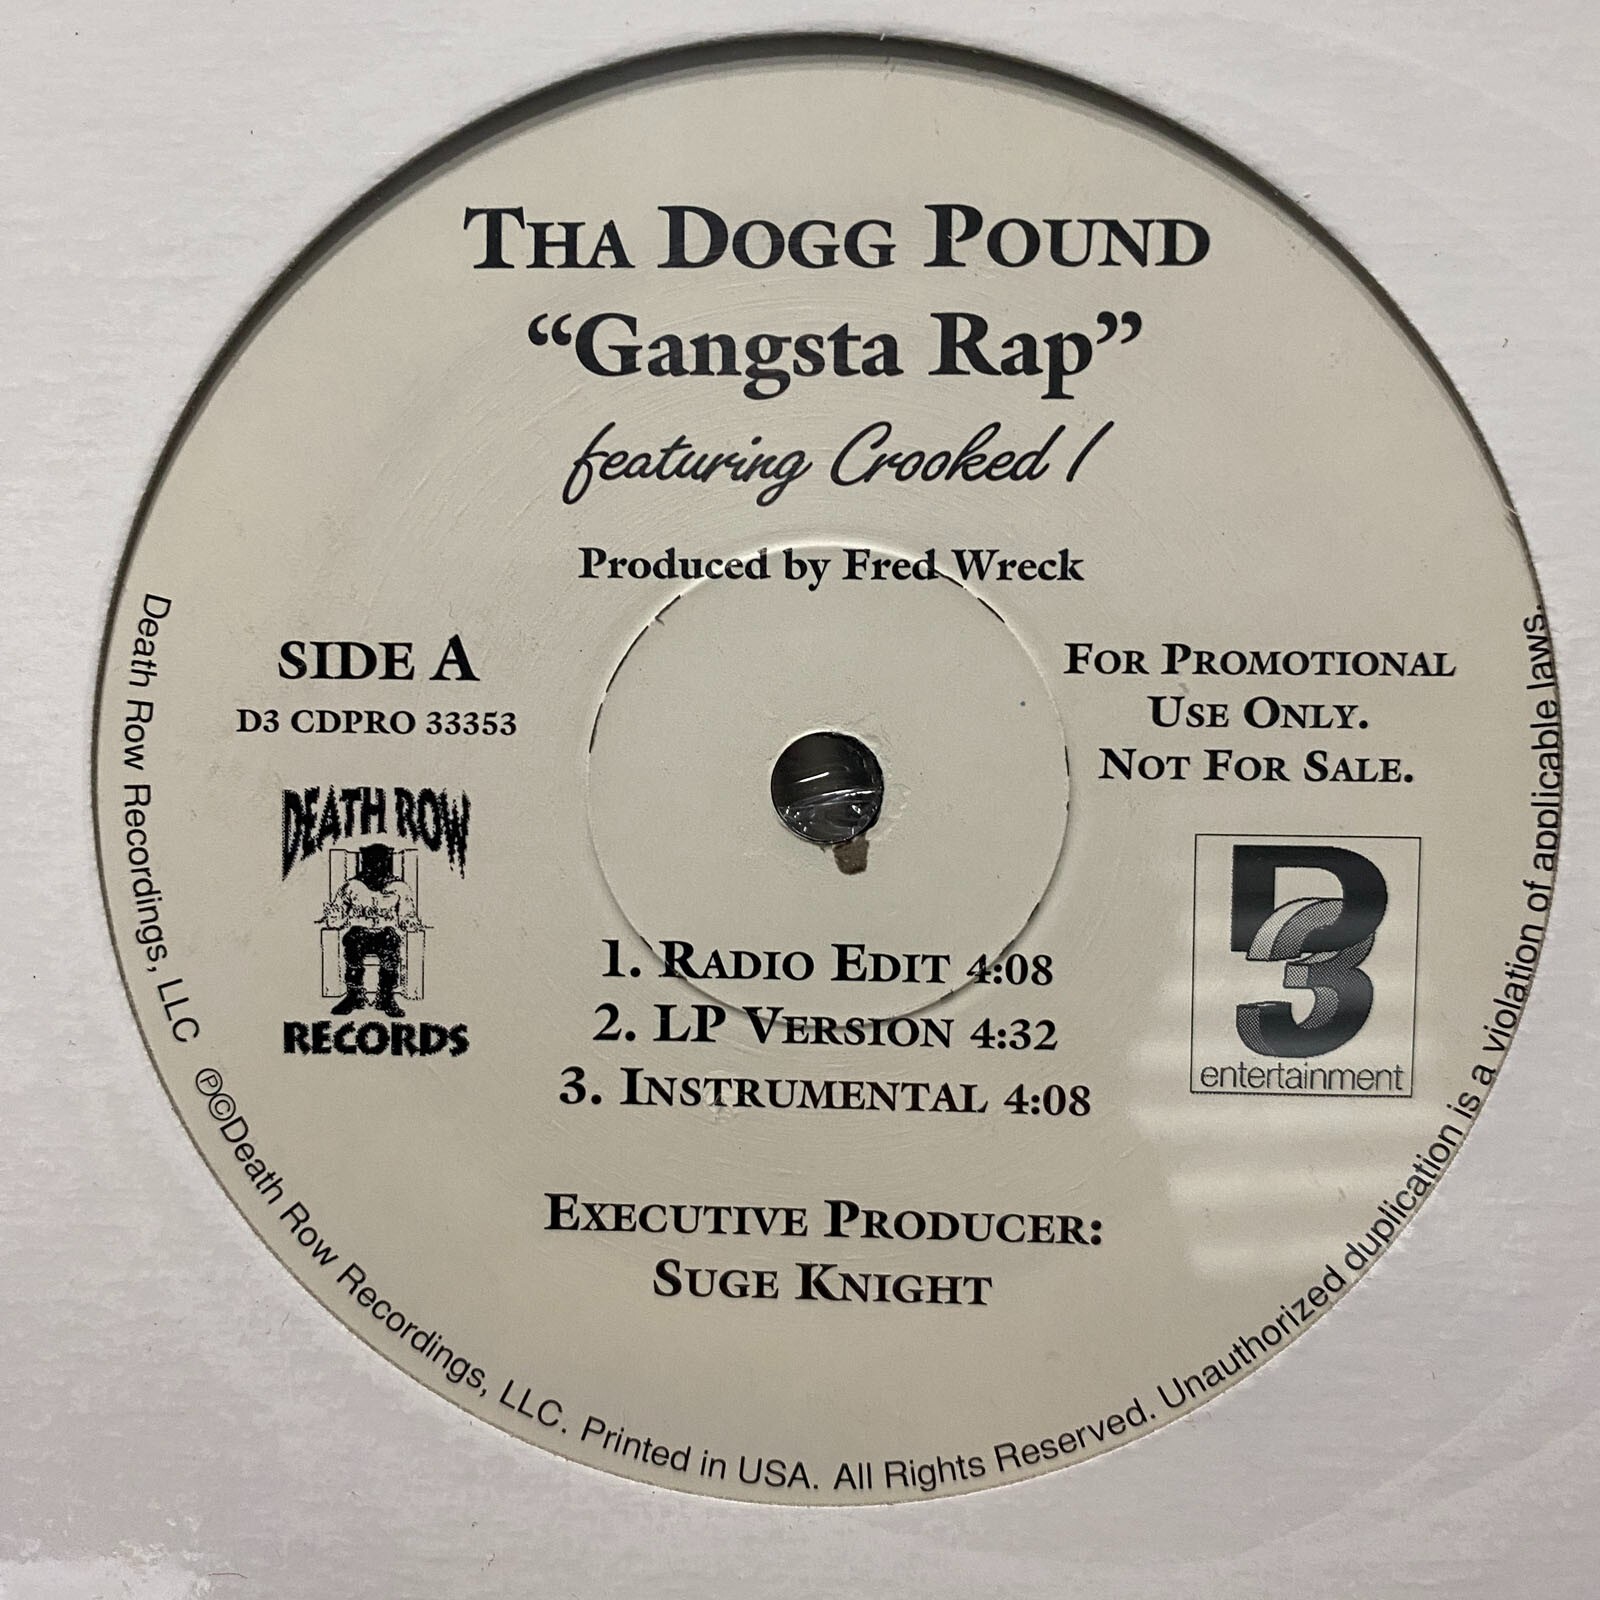 THA DOGG POUND
“Gangsta Rap”
featuring Crooked I
Produced by Fred Wreck
SIDE A
D3 CDPRO 33353
DEATH ROW
RECORDS
FOR PROMOTIONAL
USE ONLY.
NOT FOR SALE.
D3
entertainment
1. RADIO EDIT 4:08
2. LP VERSION 4:32
3. INSTRUMENTAL 4:08
EXECUTIVE PRODUCER:
SUGE KNIGHT
Death Row Recordings, LLC ℗©Death Row Recordings, LLC. Printed in USA. All Rights Reserved. Unauthorized duplication is a violation of applicable laws.